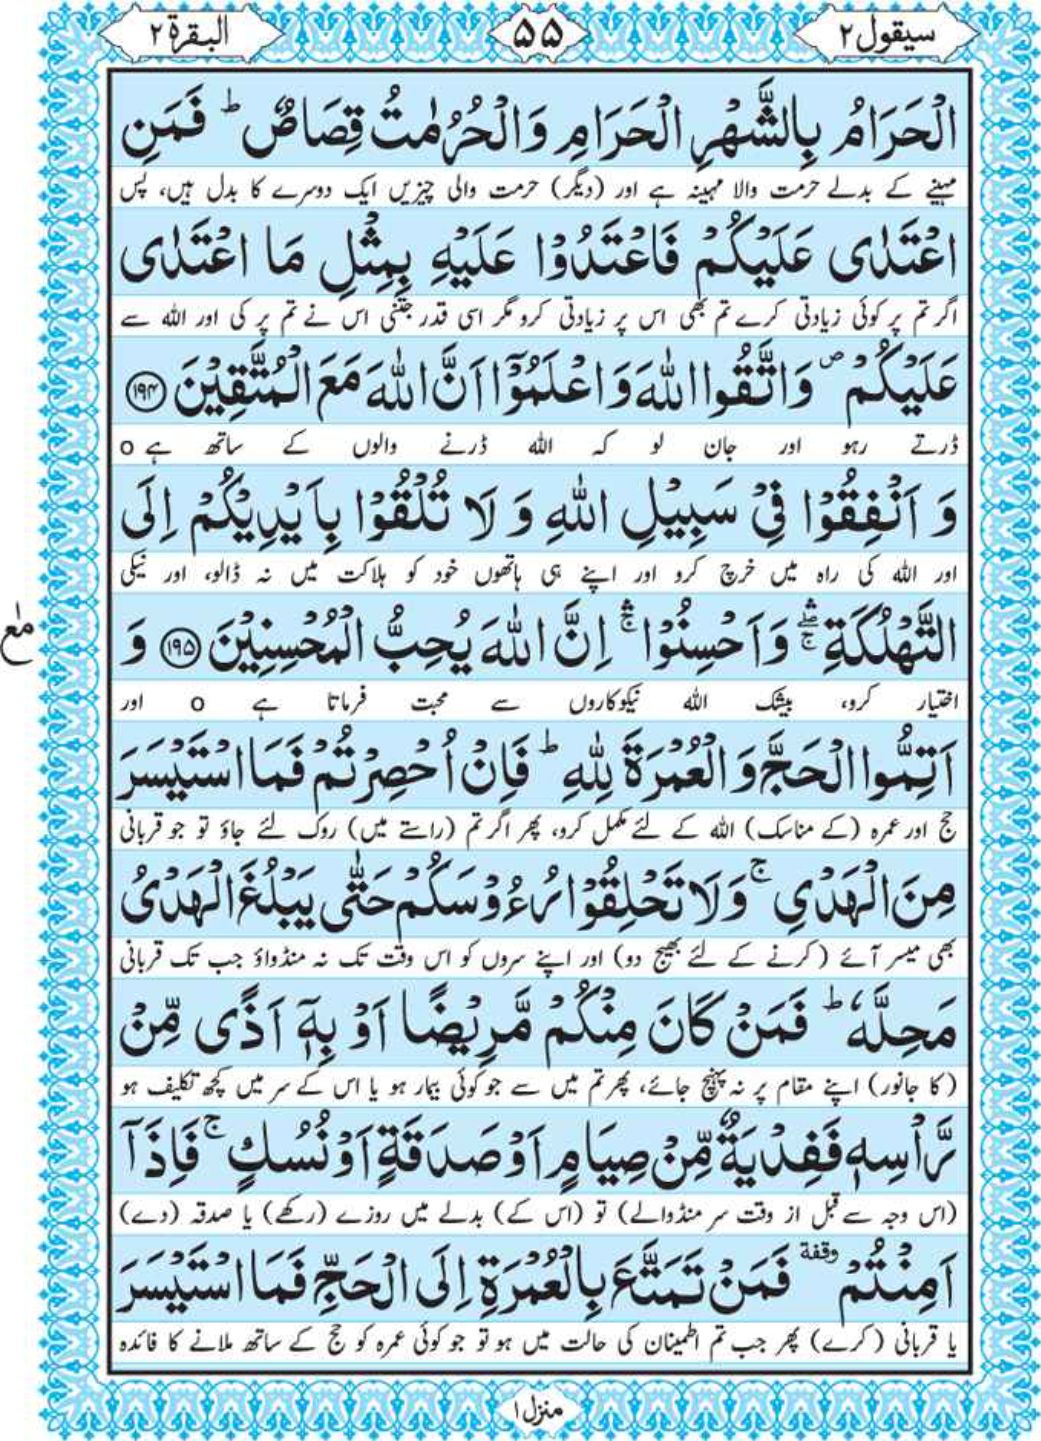 سیقول ۲
۵۵
البقرة ۲
الْحَرَامُ بِالشَّهْرِ الْحَرَامِ وَالْحُرُمٰتُ قِصَاصٌ ؕ فَمَنِ
مہینے کے بدلے حرمت والا مہینہ ہے اور (دیگر) حرمت والی چیزیں ایک دوسرے کا بدل ہیں، پس
اعْتَدٰى عَلَيْكُمْ فَاعْتَدُوْا عَلَيْهِ بِمِثْلِ مَا اعْتَدٰى
اگر تم پر کوئی زیادتی کرے تم بھی اس پر زیادتی کرو مگر اسی قدر جتنی اس نے تم پر کی اور اللہ سے
عَلَيْكُمْ ۪ وَاتَّقُوا اللّٰهَ وَاعْلَمُوْۤا اَنَّ اللّٰهَ مَعَ الْمُتَّقِيْنَ ﴿۱۹۴﴾
ڈرتے رہو اور جان لو کہ اللہ ڈرنے والوں کے ساتھ ہے o
وَ اَنْفِقُوْا فِیْ سَبِيْلِ اللّٰهِ وَ لَا تُلْقُوْا بِاَيْدِيْكُمْ اِلَى
اور اللہ کی راہ میں خرچ کرو اور اپنے ہی ہاتھوں خود کو ہلاکت میں نہ ڈالو، اور نیکی
التَّهْلُكَةِ ۛۚ وَاَحْسِنُوْا ۛۚ اِنَّ اللّٰهَ يُحِبُّ الْمُحْسِنِيْنَ ﴿۱۹۵﴾ وَ
مع
اختیار کرو، بیشک اللہ نیکوکاروں سے محبت فرماتا ہے o اور
اَتِمُّوا الْحَجَّ وَ الْعُمْرَةَ لِلّٰهِ ؕ فَاِنْ اُحْصِرْتُمْ فَمَا اسْتَيْسَرَ
حج اور عمرہ (کے مناسک) اللہ کے لئے مکمل کرو، پھر اگر تم (راستے میں) روک لئے جاؤ تو جو قربانی
مِنَ الْهَدْيِ ۚ وَلَا تَحْلِقُوْا رُءُوْسَكُمْ حَتّٰى يَبْلُغَ الْهَدْىُ
بھی میسر آئے (کرنے کے لئے بھیج دو) اور اپنے سروں کو اس وقت تک نہ منڈواؤ جب تک قربانی
مَحِلَّهٗ ؕ فَمَنْ كَانَ مِنْكُمْ مَّرِيْضًا اَوْ بِهٖۤ اَذًى مِّنْ
(کا جانور) اپنے مقام پر نہ پہنچ جائے، پھر تم میں سے جو کوئی بیمار ہو یا اس کے سر میں کچھ تکلیف ہو
رَّاْسِهٖ فَفِدْيَةٌ مِّنْ صِيَامٍ اَوْ صَدَقَةٍ اَوْ نُسُكٍ ۚ فَاِذَاۤ
(اس وجہ سے قبل از وقت سر منڈوالے) تو (اس کے) بدلے میں روزے (رکھے) یا صدقہ (دے)
اَمِنْتُمْ وقفة فَمَنْ تَمَتَّعَ بِالْعُمْرَةِ اِلَى الْحَجِّ فَمَا اسْتَيْسَرَ
یا قربانی (کرے) پھر جب تم اطمینان کی حالت میں ہو تو جو کوئی عمرہ کو حج کے ساتھ ملانے کا فائدہ
منزل ۱